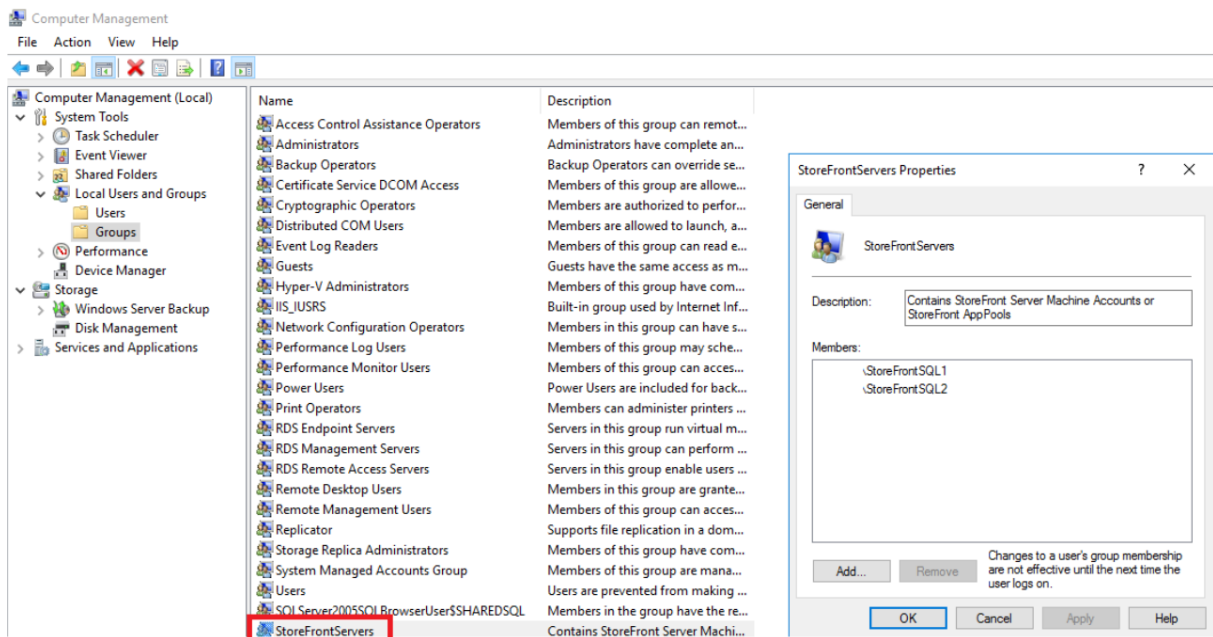 Computer Management
File Action View Help
Computer Management (Local)
System Tools
Task Scheduler
Event Viewer
Shared Folders
Local Users and Groups
Users
Groups
Performance
Device Manager
Storage
Windows Server Backup
Disk Management
Services and Applications
Name Description
Access Control Assistance Operators Members of this group can remot...
Administrators Administrators have complete an...
Backup Operators Backup Operators can override se...
Certificate Service DCOM Access Members of this group are allowe...
Cryptographic Operators Members are authorized to perfor...
Distributed COM Users Members are allowed to launch, a...
Event Log Readers Members of this group can read e...
Guests Guests have the same access as m...
Hyper-V Administrators Members of this group have com...
IIS_IUSRS Built-in group used by Internet Inf...
Network Configuration Operators Members in this group can have s...
Performance Log Users Members of this group may sche...
Performance Monitor Users Members of this group can acces...
Power Users Power Users are included for back...
Print Operators Members can administer printers ...
RDS Endpoint Servers Servers in this group run virtual m...
RDS Management Servers Servers in this group can perform ...
RDS Remote Access Servers Servers in this group enable users ...
Remote Desktop Users Members in this group are grante...
Remote Management Users Members of this group can acces...
Replicator Supports file replication in a dom...
Storage Replica Administrators Members of this group have com...
System Managed Accounts Group Members of this group are mana...
Users Users are prevented from making ...
SQLServer2005SQLBrowserUser$SHAREDSQL Members in the group have the re...
StoreFrontServers Contains StoreFront Server Machi...
StoreFrontServers Properties
General
StoreFrontServers
Description: Contains StoreFront Server Machine Accounts or
StoreFront AppPools
Members:
\StoreFrontSQL1
\StoreFrontSQL2
Add... Remove
Changes to a user's group membership
are not effective until the next time the
user logs on.
OK Cancel Apply Help